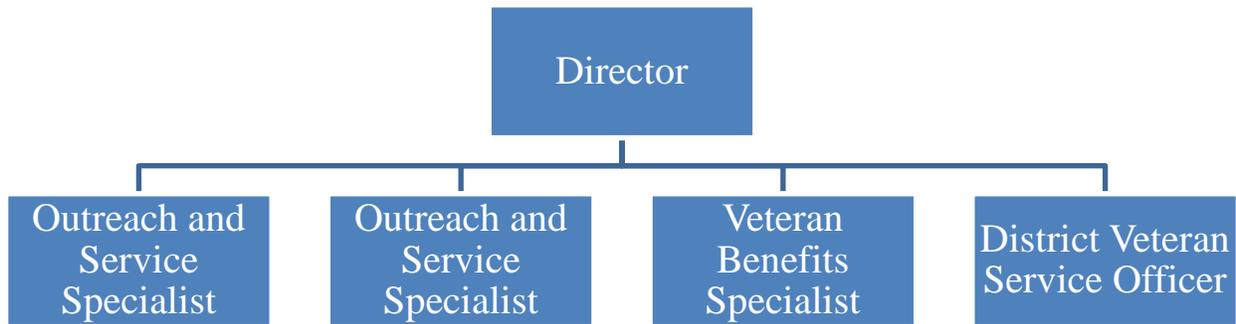 Director
Outreach and
Service
Specialist
Outreach and
Service
Specialist
Veteran
Benefits
Specialist
District Veteran
Service Officer